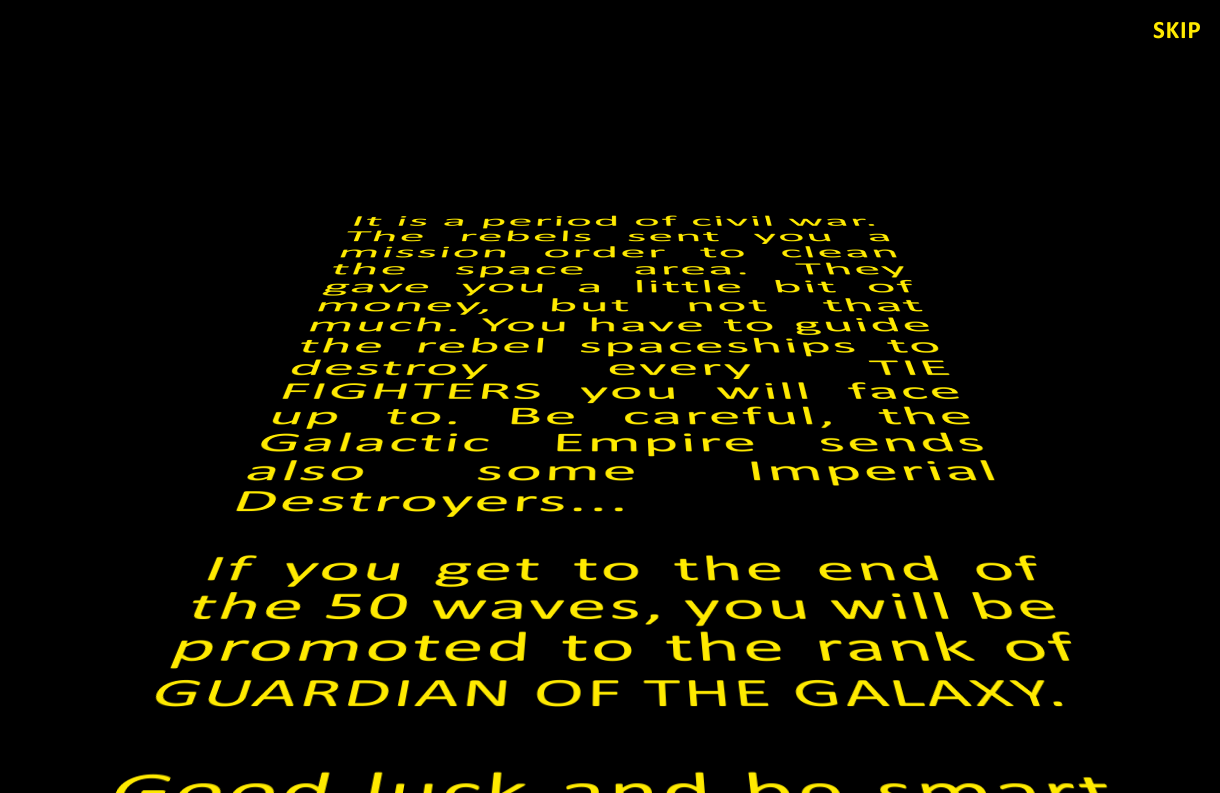 SKIP
It is a period of civil war.
The rebels sent you a
mission order to clean
the space area. They
gave you a little bit of
money, but not that
much. You have to guide
the rebel spaceships to
destroy every TIE
FIGHTERS you will face
up to. Be careful, the
Galactic Empire sends
also some Imperial
Destroyers...
If you get to the end of
the 50 waves, you will be
promoted to the rank of
GUARDIAN OF THE GALAXY.
Good luck and be smart